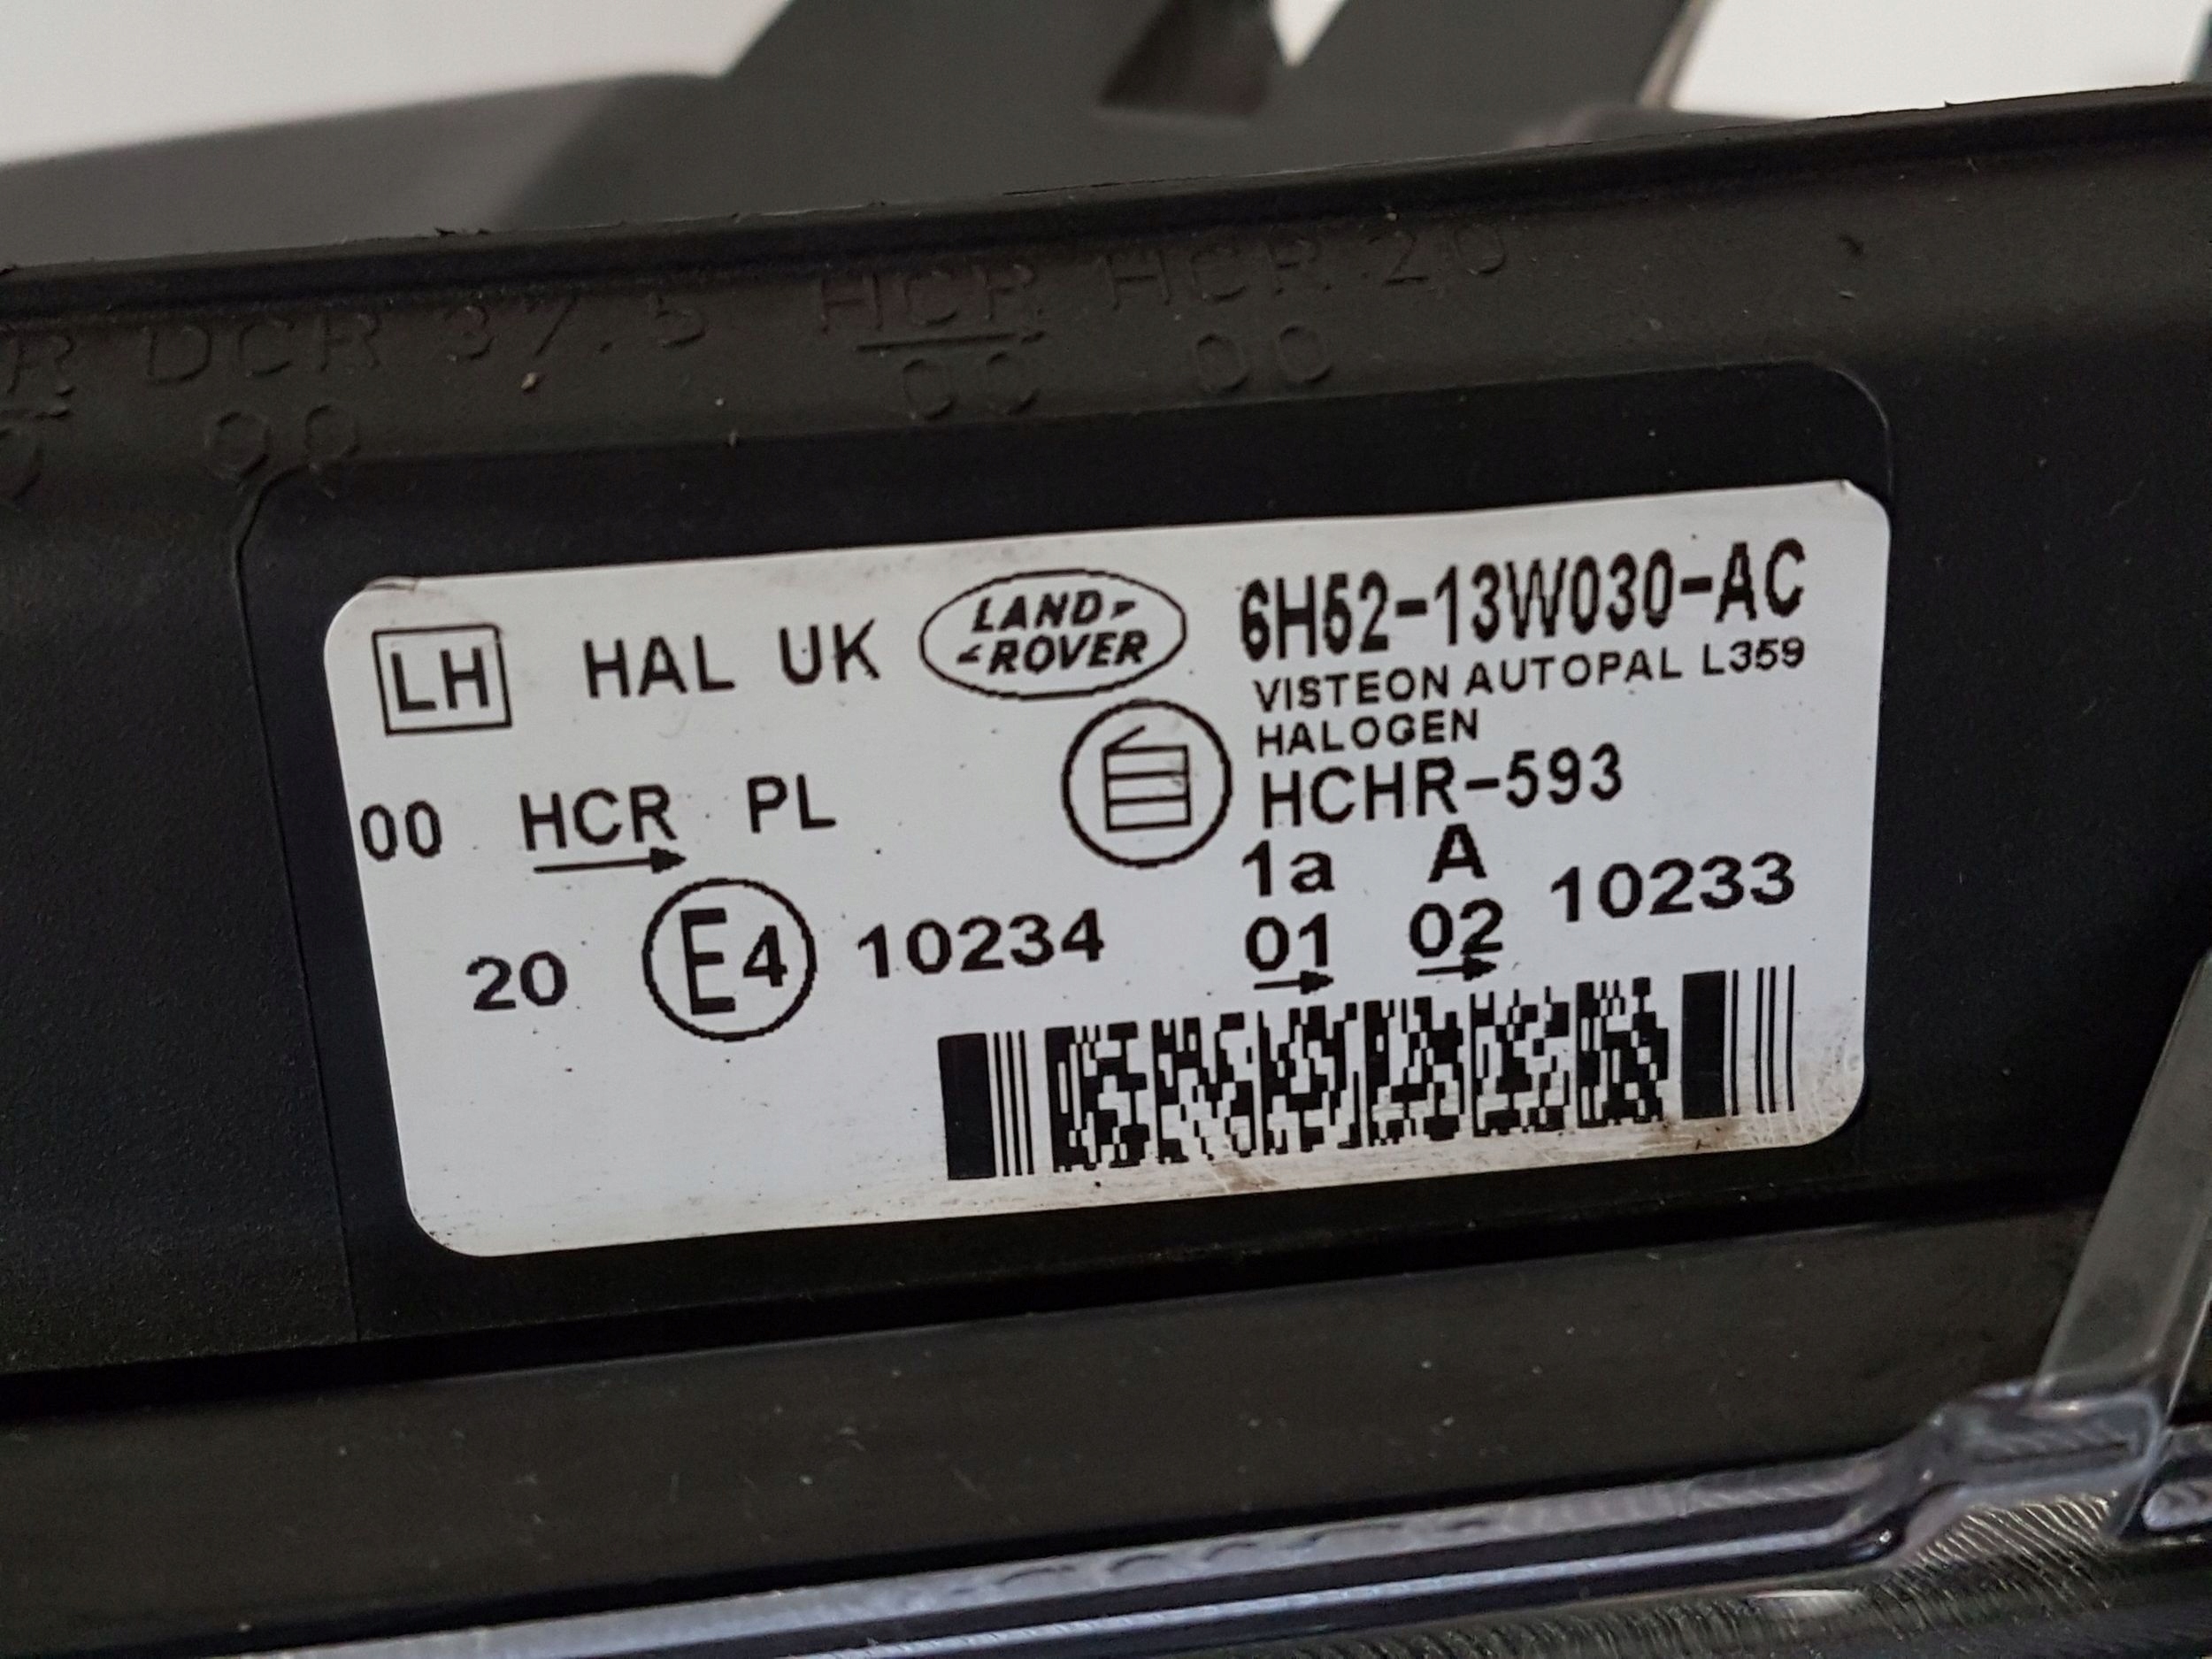 R DCR 37.5 HCR HCR 20
00 00 00
LH HAL UK LAND ROVER 6H52-13W030-AC
VISTEON AUTOPAL L359
HALOGEN
00 HCR PL HCHR-593
1a A
20 E4 10234 01 02 10233